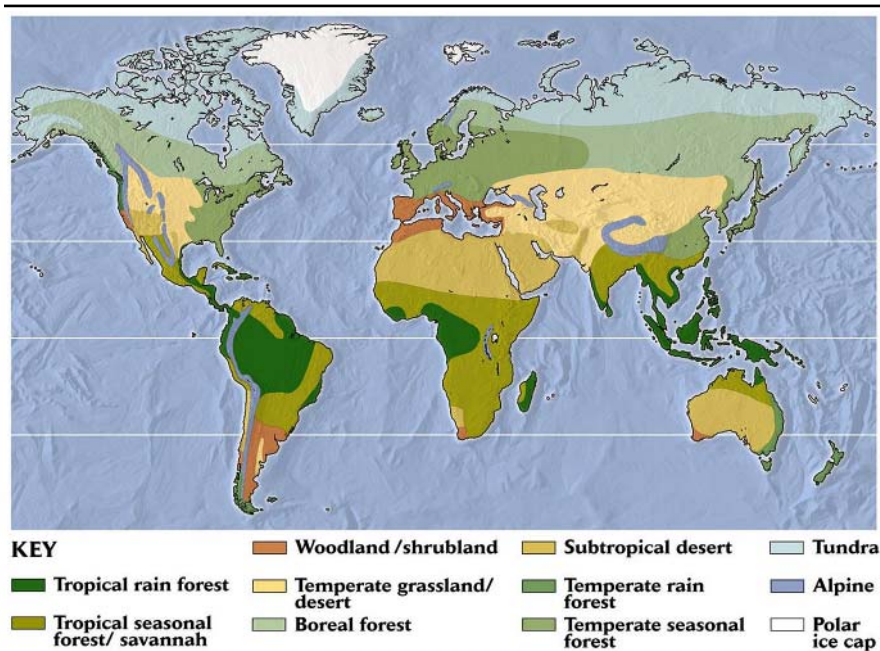 KEY
Woodland/shrubland
Subtropical desert
Tundra
Tropical rain forest
Temperate grassland/
desert
Temperate rain
forest
Alpine
Tropical seasonal
forest/ savannah
Boreal forest
Temperate seasonal
forest
Polar
ice cap